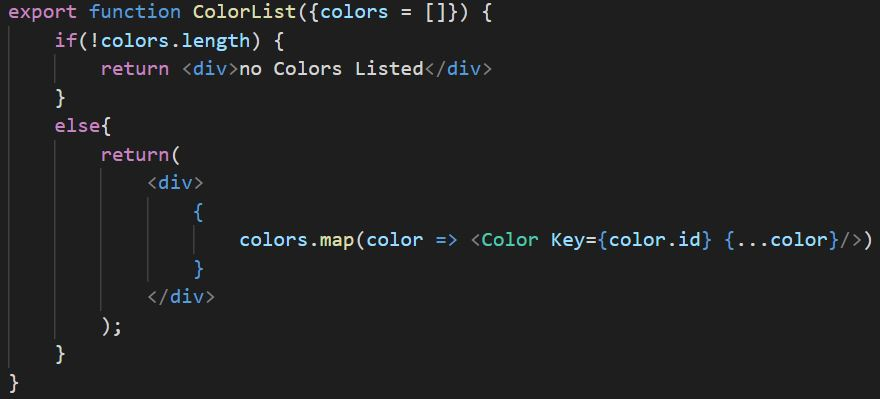 export function ColorList({colors = []}) {
if(!colors.length) {
return <div>no Colors Listed</div>
}
else{
return(
<div>
{
colors.map(color => <Color Key={color.id} {...color}/>)
}
</div>
);
}
}